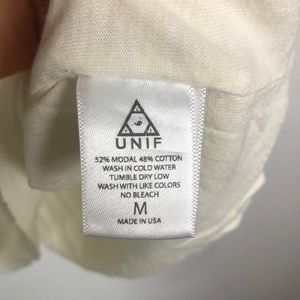 UNIF
52% MODAL 48% COTTON
WASH IN COLD WATER
TUMBLE DRY LOW
WASH WITH LIKE COLORS
NO BLEACH
M
MADE IN USA